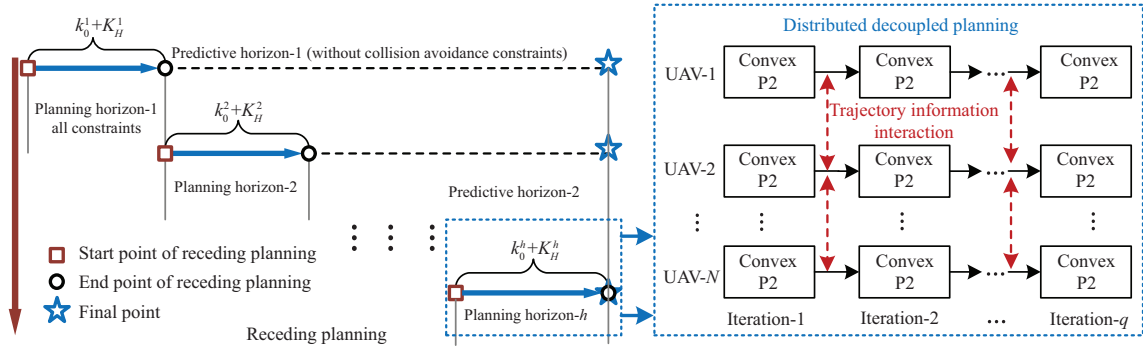 k_0^1+K_H^1
Predictive horizon-1 (without collision avoidance constraints)
Planning horizon-1
all constraints
k_0^2+K_H^2
Planning horizon-2
Predictive horizon-2
k_0^h+K_H^h
Planning horizon-h
Start point of receding planning
End point of receding planning
Final point
Receding planning
Distributed decoupled planning
UAV-1
Convex
P2
Convex
P2
...
Convex
P2
Trajectory information
interaction
UAV-2
Convex
P2
Convex
P2
...
Convex
P2
UAV-N
Convex
P2
Convex
P2
...
Convex
P2
Iteration-1
Iteration-2
...
Iteration-q